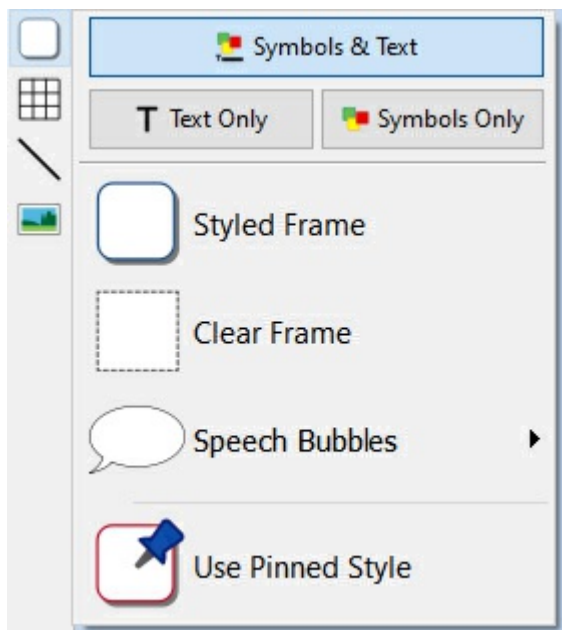 Symbols & Text
T Text Only
Symbols Only
Styled Frame
Clear Frame
Speech Bubbles
Use Pinned Style